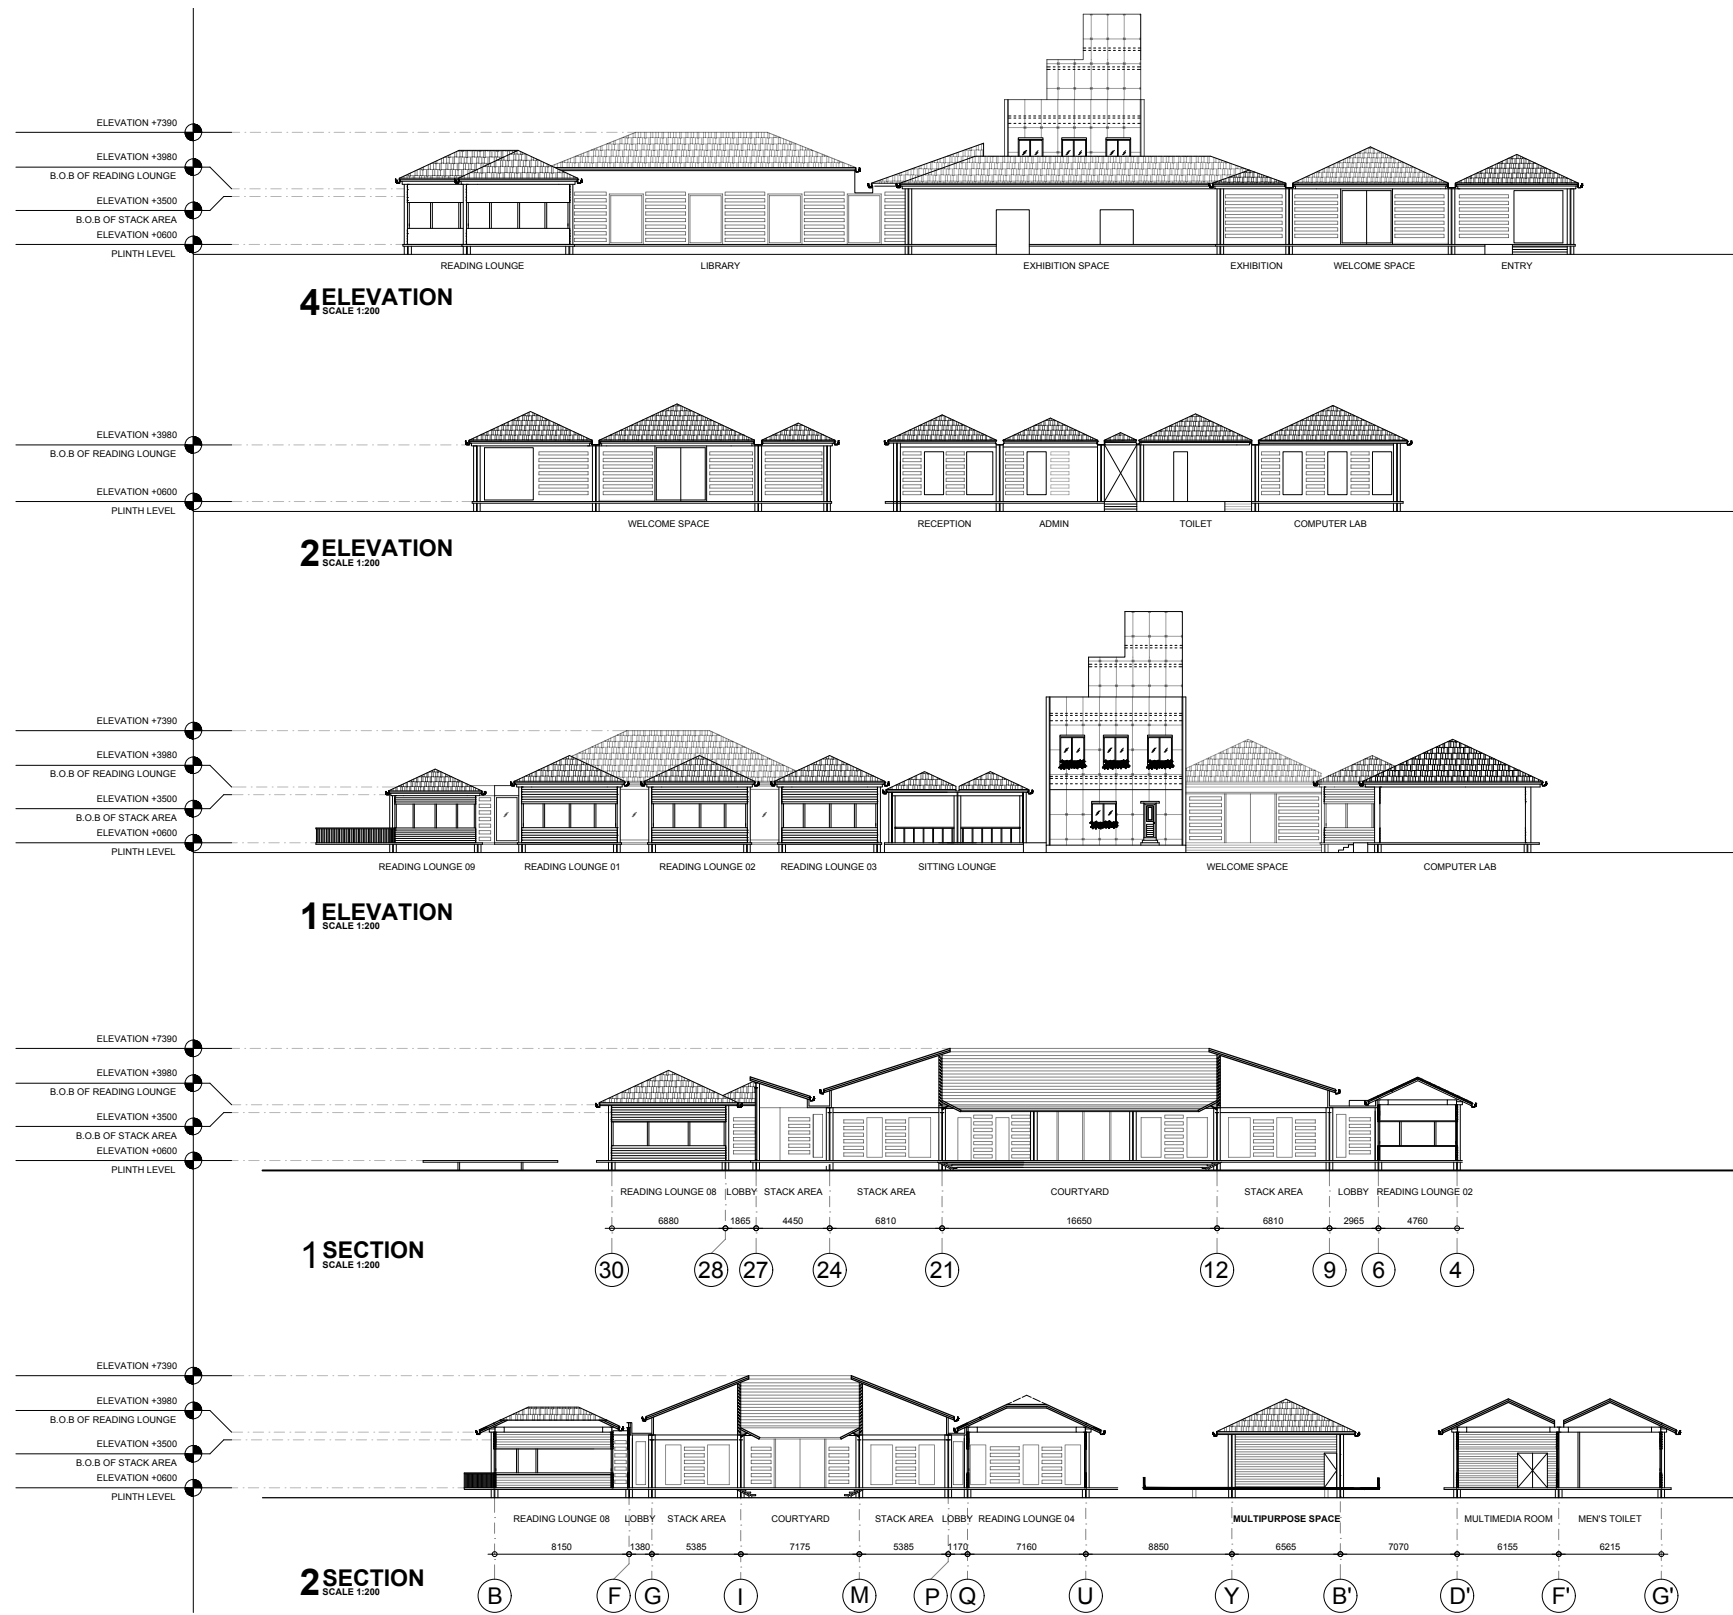 ELEVATION +7390
ELEVATION +3980
B.O.B OF READING LOUNGE
ELEVATION +3500
B.O.B OF STACK AREA
ELEVATION +0600
PLINTH LEVEL
READING LOUNGE LIBRARY EXHIBITION SPACE EXHIBITION WELCOME SPACE ENTRY
4 ELEVATION
SCALE 1:200
ELEVATION +3980
B.O.B OF READING LOUNGE
ELEVATION +0600
PLINTH LEVEL
WELCOME SPACE RECEPTION ADMIN TOILET COMPUTER LAB
2 ELEVATION
SCALE 1:200
ELEVATION +7390
ELEVATION +3980
B.O.B OF READING LOUNGE
ELEVATION +3500
B.O.B OF STACK AREA
ELEVATION +0600
PLINTH LEVEL
READING LOUNGE 09 READING LOUNGE 01 READING LOUNGE 02 READING LOUNGE 03 SITTING LOUNGE WELCOME SPACE COMPUTER LAB
1 ELEVATION
SCALE 1:200
ELEVATION +7390
ELEVATION +3980
B.O.B OF READING LOUNGE
ELEVATION +3500
B.O.B OF STACK AREA
ELEVATION +0600
PLINTH LEVEL
READING LOUNGE 08 LOBBY STACK AREA STACK AREA COURTYARD STACK AREA LOBBY READING LOUNGE 02
6880 1865 4450 6810 16650 6810 2965 4760
1 SECTION
SCALE 1:200
30 28 27 24 21 12 9 6 4
ELEVATION +7390
ELEVATION +3980
B.O.B OF READING LOUNGE
ELEVATION +3500
B.O.B OF STACK AREA
ELEVATION +0600
PLINTH LEVEL
READING LOUNGE 08 LOBBY STACK AREA COURTYARD STACK AREA LOBBY READING LOUNGE 04 MULTIPURPOSE SPACE MULTIMEDIA ROOM MEN'S TOILET
8150 1380 5385 7175 5385 1170 7160 8850 6565 7070 6155 6215
2 SECTION
SCALE 1:200
B F G I M P Q U Y B' D' F' G'